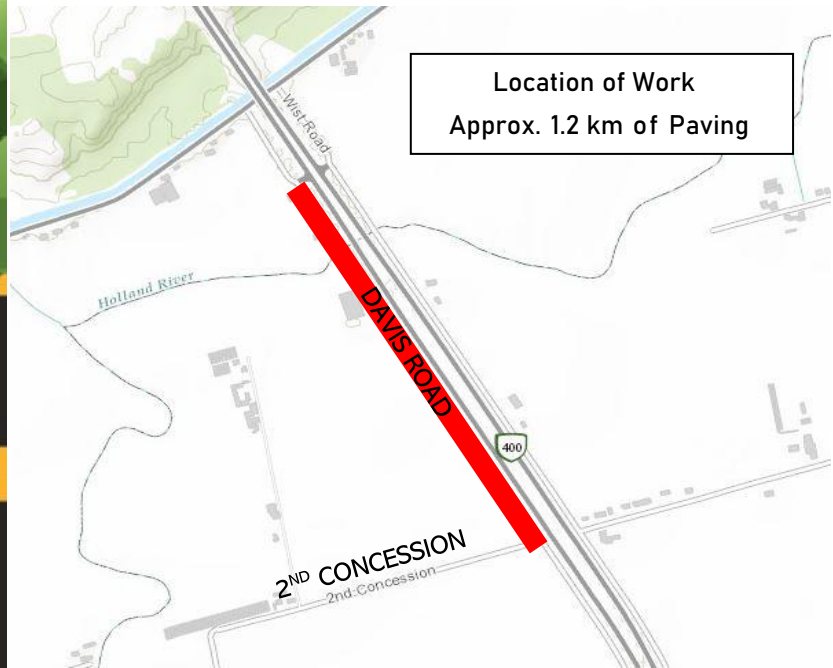 Location of Work
Approx. 1.2 km of Paving
Wist Road
Holland River
DAVIS ROAD
400
2ND CONCESSION
2nd Concession